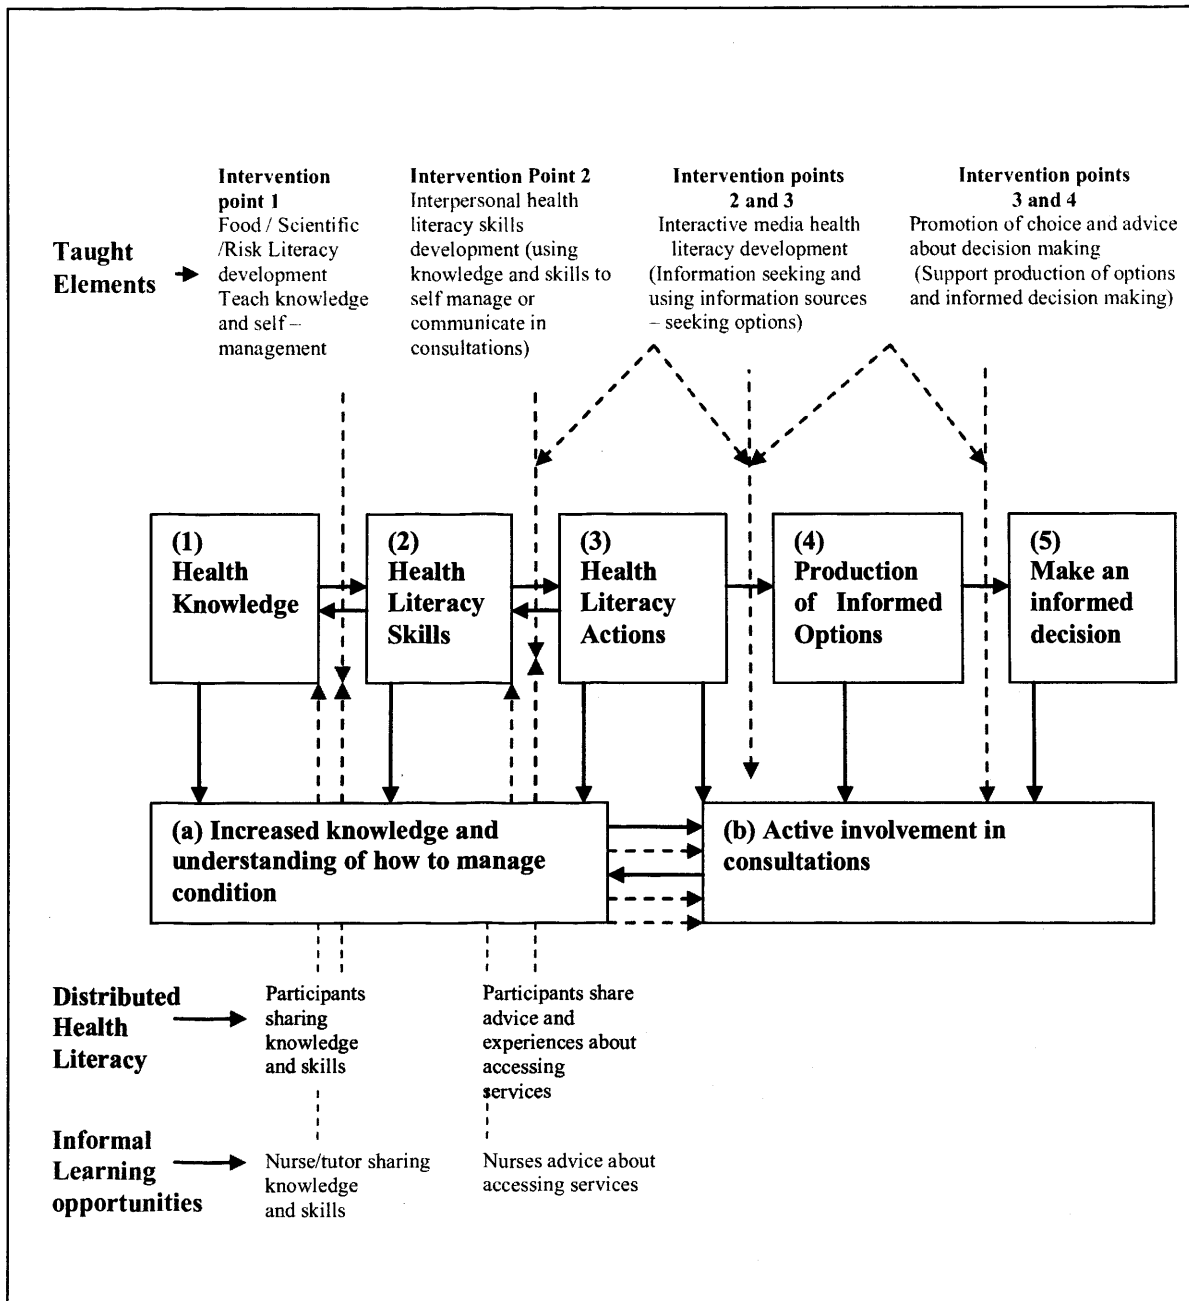 Taught
Elements
Intervention
point 1
Food / Scientific
/Risk Literacy
development
Teach knowledge
and self –
management
Intervention Point 2
Interpersonal health
literacy skills
development (using
knowledge and skills to
self manage or
communicate in
consultations)
Intervention points
2 and 3
Interactive media health
literacy development
(Information seeking and
using information sources
– seeking options)
Intervention points
3 and 4
Promotion of choice and advice
about decision making
(Support production of options
and informed decision making)
(1)
Health
Knowledge
(2)
Health
Literacy
Skills
(3)
Health
Literacy
Actions
(4)
Production
of Informed
Options
(5)
Make an
informed
decision
(a) Increased knowledge and
understanding of how to manage
condition
(b) Active involvement in
consultations
Distributed
Health
Literacy
Participants
sharing
knowledge
and skills
Participants share
advice and
experiences about
accessing
services
Informal
Learning
opportunities
Nurse/tutor sharing
knowledge
and skills
Nurses advice about
accessing services